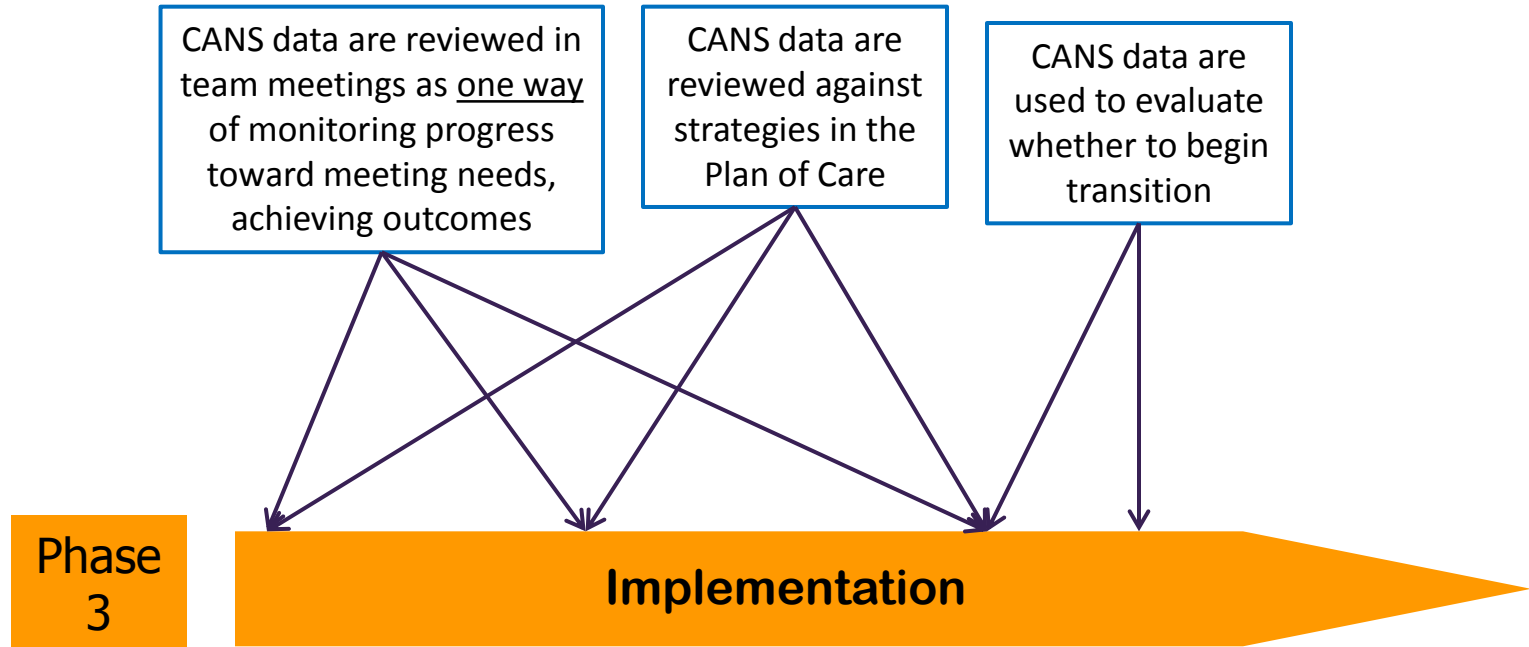 CANS data are reviewed in
team meetings as one way
of monitoring progress
toward meeting needs,
achieving outcomes
CANS data are
reviewed against
strategies in the
Plan of Care
CANS data are
used to evaluate
whether to begin
transition
Phase
3
Implementation